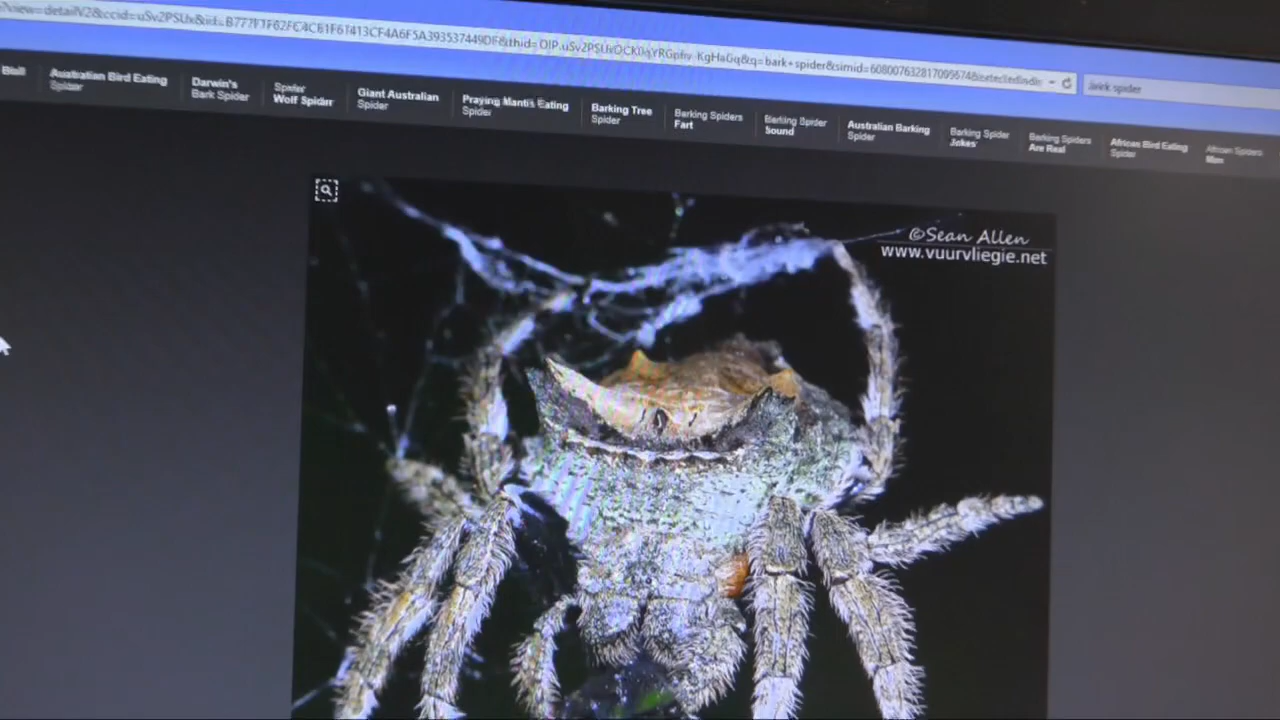 Australian Bird Eating
Spider
Darwin's
Bark Spider
Spider
Wolf Spider
Giant Australian
Spider
Praying Mantis Eating
Spider
Barking Tree
Spider
Barking Spiders
Fart
Barking Spider
Sound
Australian Barking
Spider
Barking Spider
Jokes
Barking Spiders
Are Real
African Bird Eating
Spider
©Sean Allen
www.vuurvliegie.net